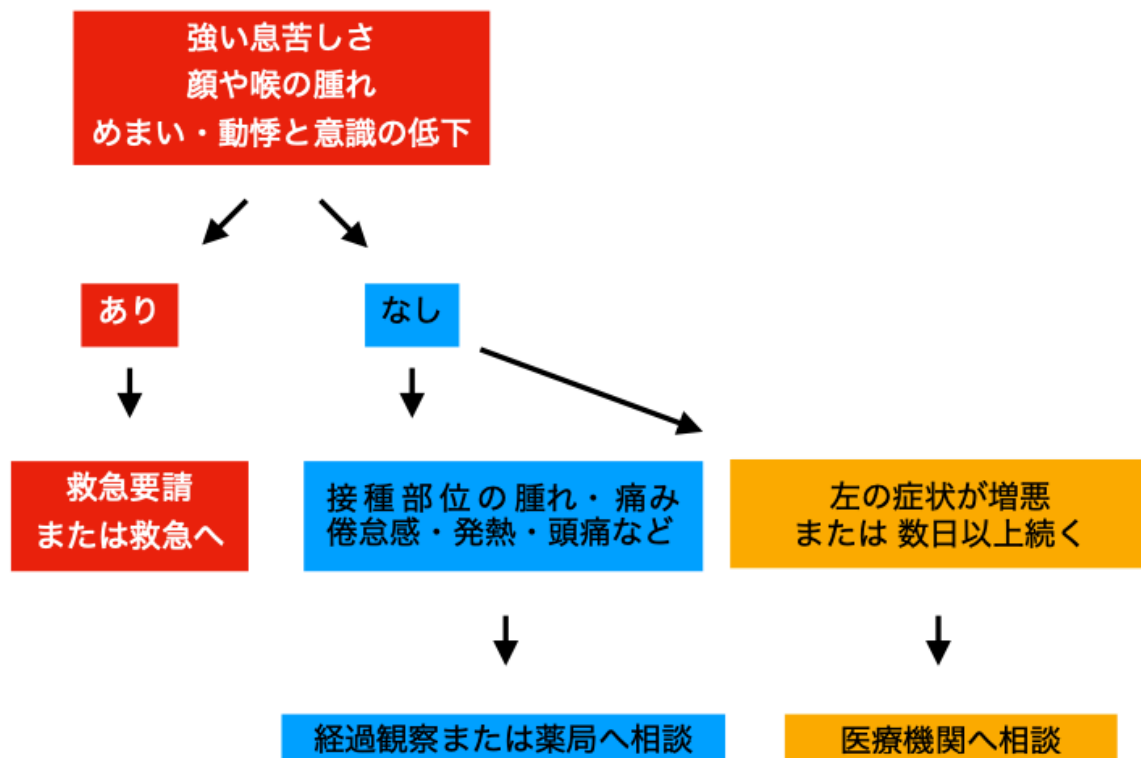 強い息苦しさ
顔や喉の腫れ
めまい・動悸と意識の低下
あり
なし
救急要請
または救急へ
接種部位の腫れ・痛み
倦怠感・発熱・頭痛など
左の症状が増悪
または 数日以上続く
経過観察または薬局へ相談
医療機関へ相談